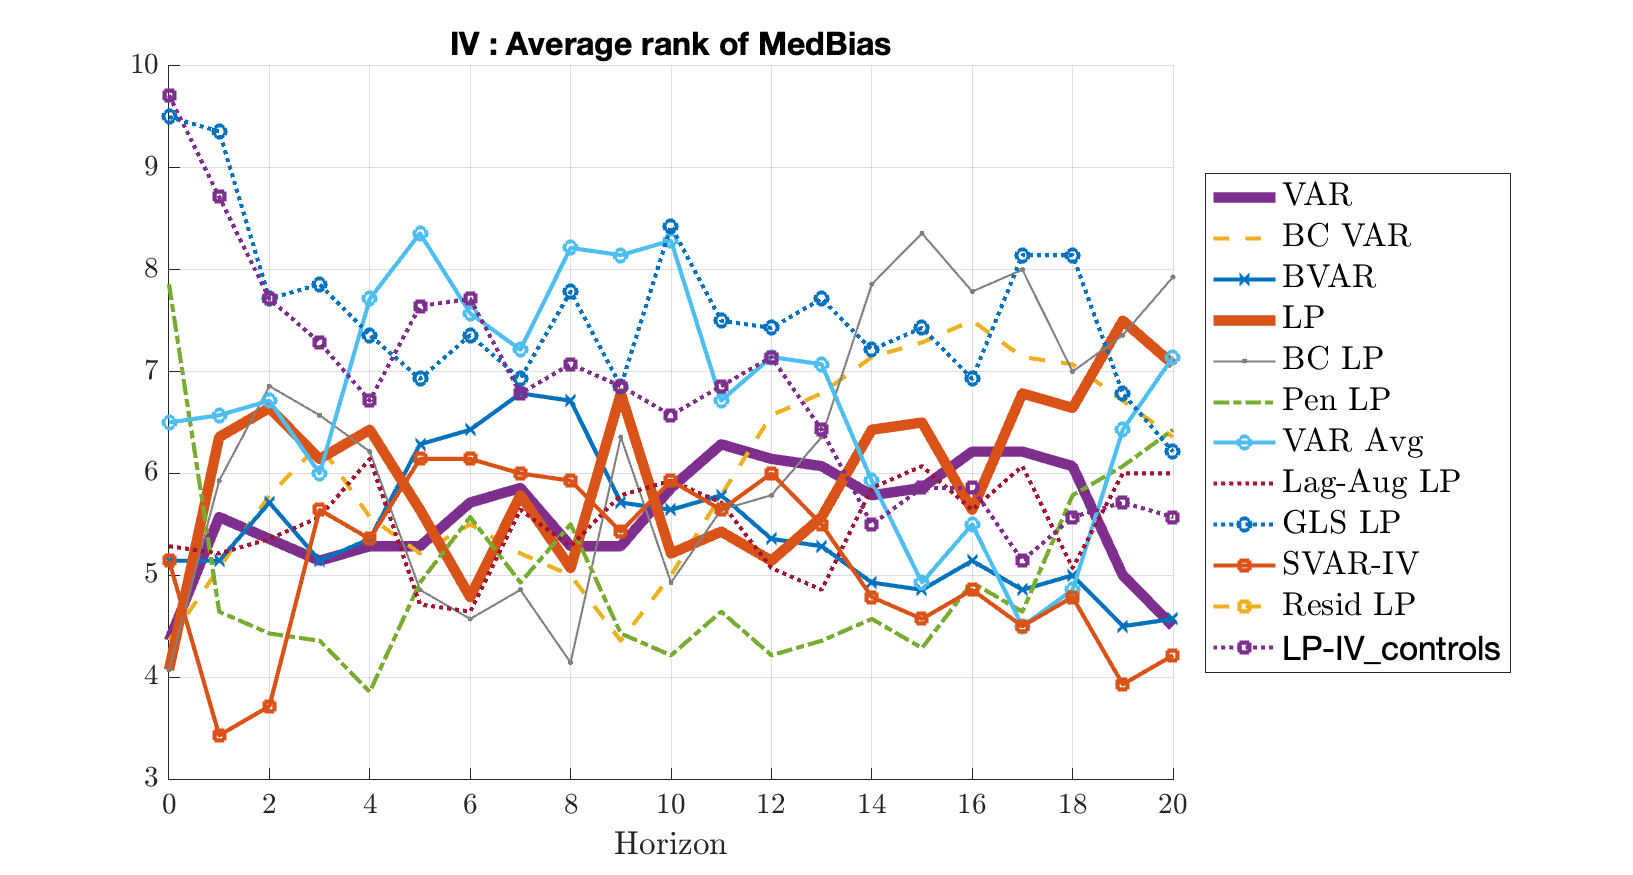 IV : Average rank of MedBias
10
9
8
7
6
5
4
3
0 2 4 6 8 10 12 14 16 18 20
Horizon
VAR
BC VAR
BVAR
LP
BC LP
Pen LP
VAR Avg
Lag-Aug LP
GLS LP
SVAR-IV
Resid LP
LP-IV_controls